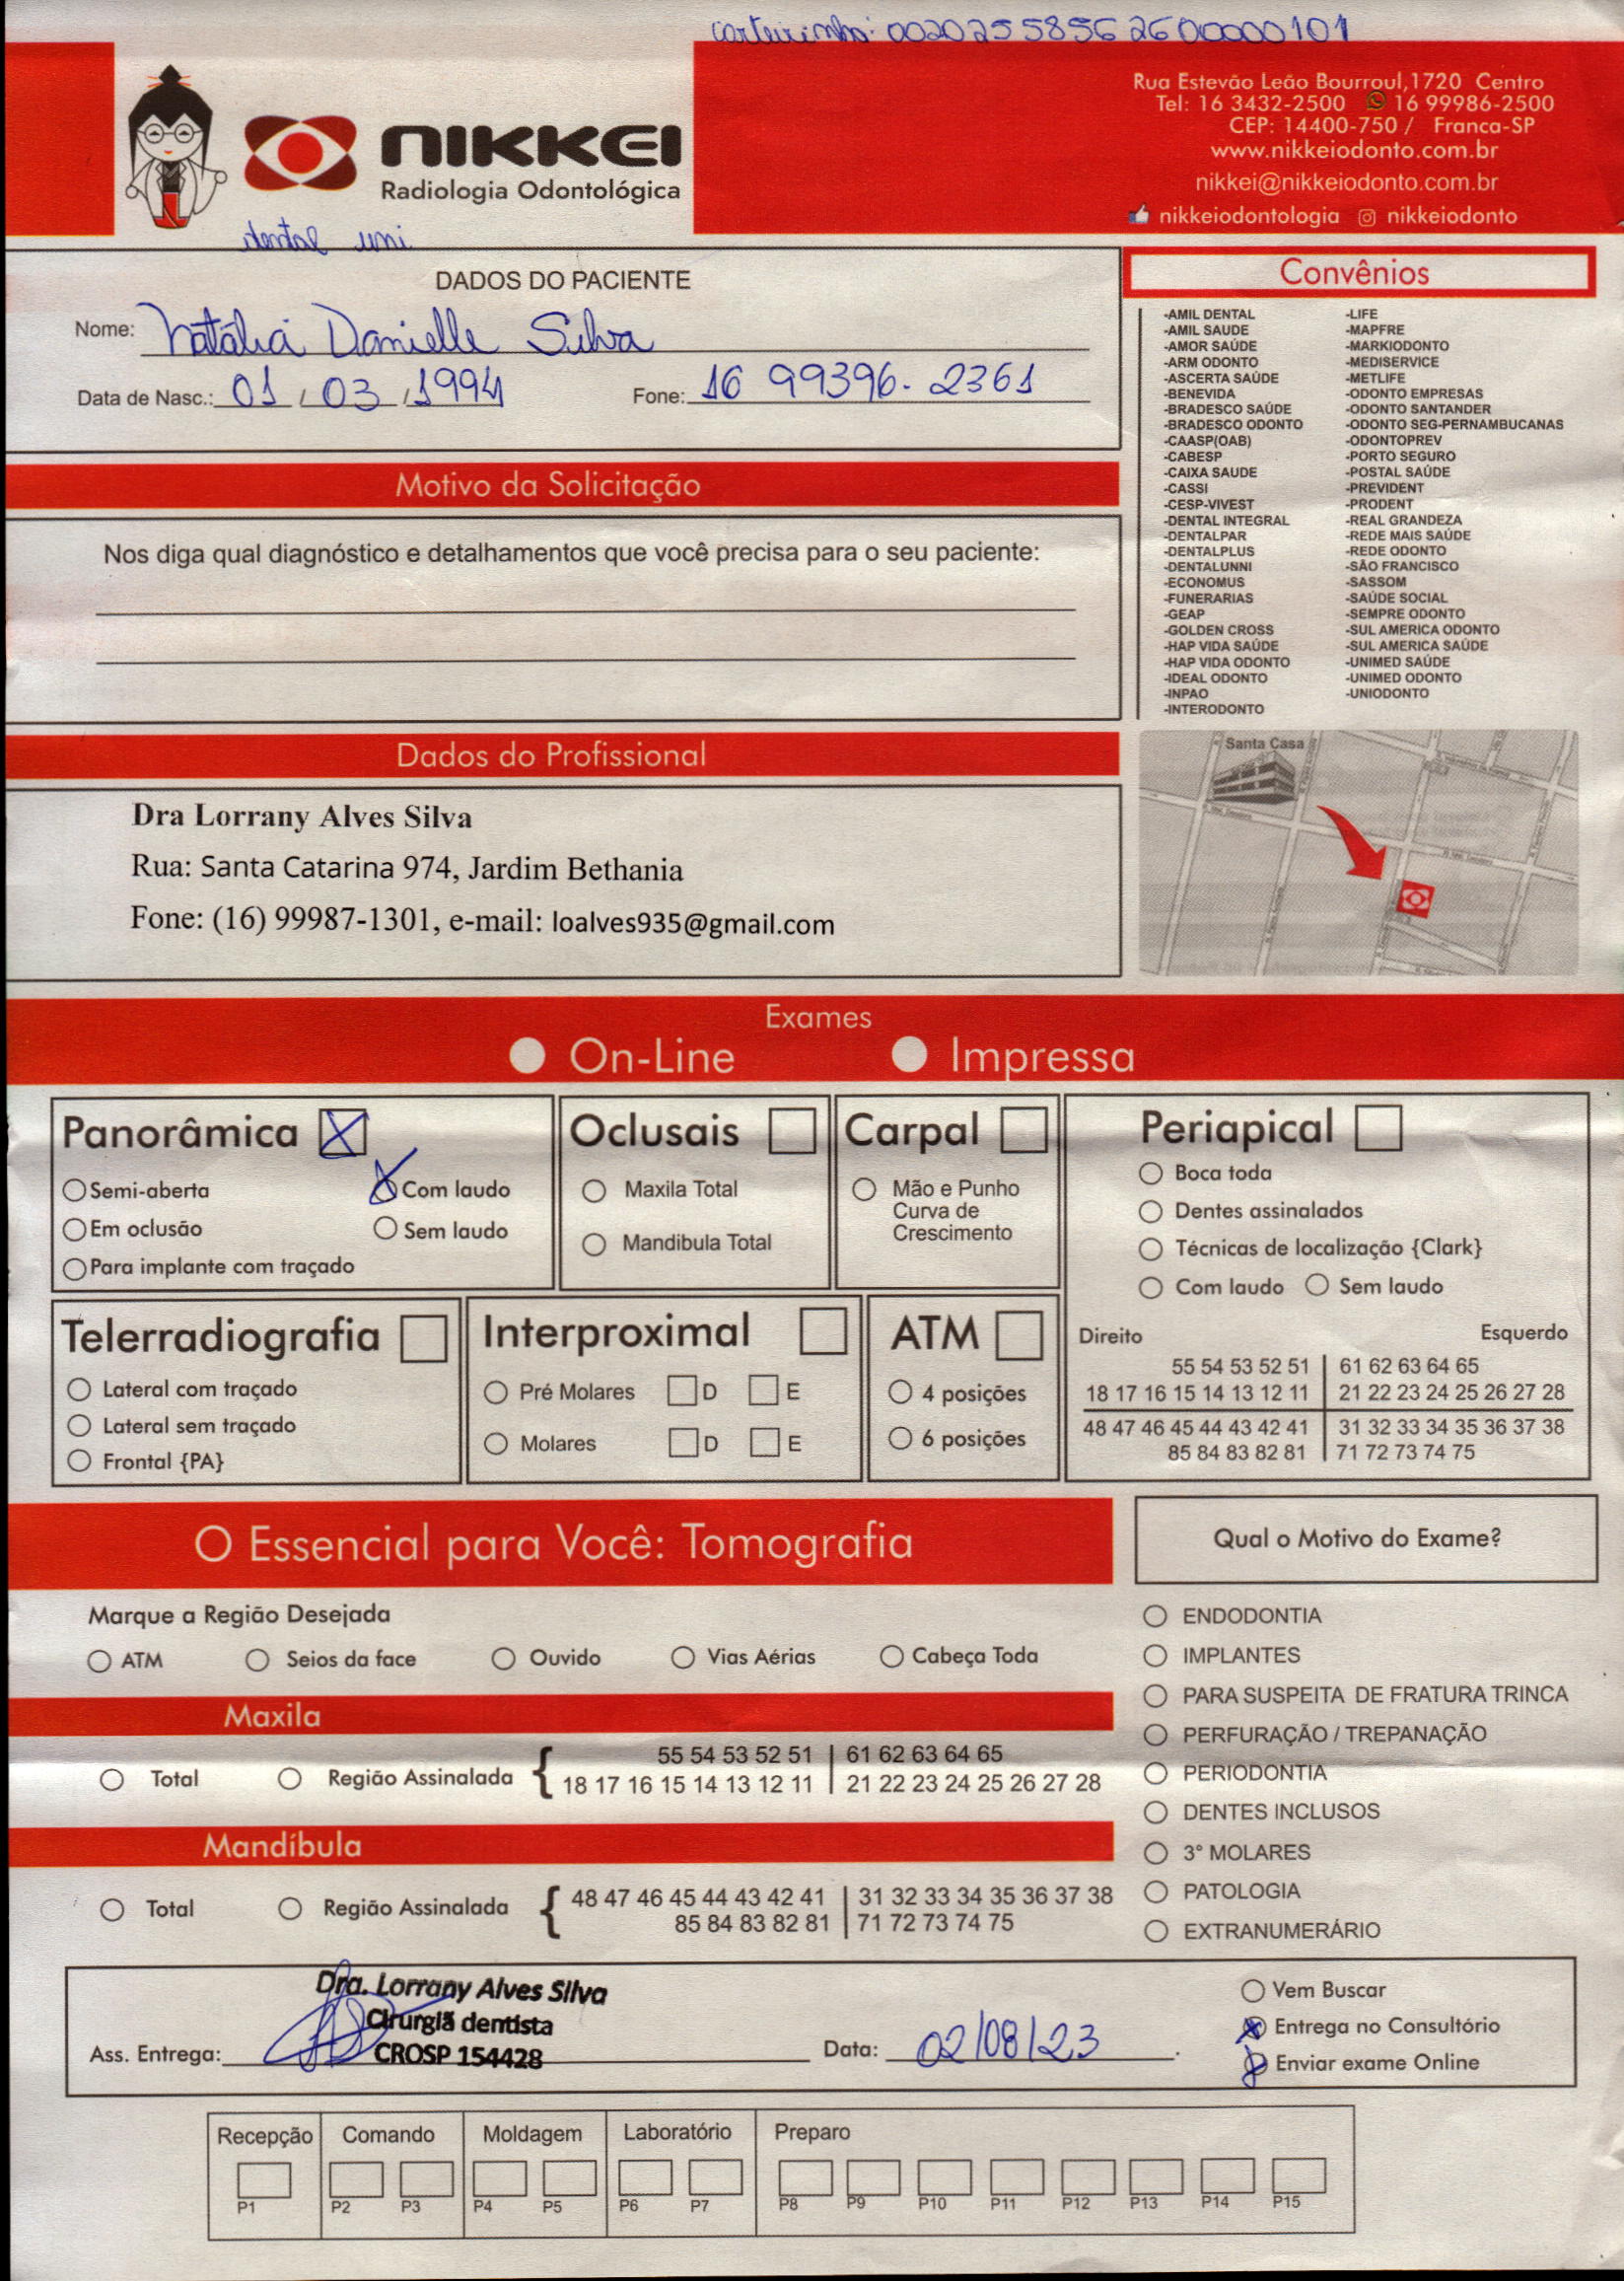 carteirinha: 00202558562600000101
Rua Estevão Leão Bourroul,1720 Centro
Tel: 16 3432-2500 16 99986-2500
CEP: 14400-750 / Franca-SP
www.nikkeiodonto.com.br
nikkei@nikkeiodonto.com.br
nikkeiodontologia nikkeiodonto
NIKKEI
Radiologia Odontológica
dental uni
DADOS DO PACIENTE
Nome: Natália Danielle Silva
Data de Nasc.: 01 / 03 / 1994 Fone: 16 99396-2361
Convênios
-AMIL DENTAL
-AMIL SAUDE
-AMOR SAÚDE
-ARM ODONTO
-ASCERTA SAÚDE
-BENEVIDA
-BRADESCO SAÚDE
-BRADESCO ODONTO
-CAASP(OAB)
-CABESP
-CAIXA SAUDE
-CASSI
-CESP-VIVEST
-DENTAL INTEGRAL
-DENTALPAR
-DENTALPLUS
-DENTALUNNI
-ECONOMUS
-FUNERARIAS
-GEAP
-GOLDEN CROSS
-HAP VIDA SAÚDE
-HAP VIDA ODONTO
-IDEAL ODONTO
-INPAO
-INTERODONTO
-LIFE
-MAPFRE
-MARKIODONTO
-MEDISERVICE
-METLIFE
-ODONTO EMPRESAS
-ODONTO SANTANDER
-ODONTO SEG-PERNAMBUCANAS
-ODONTOPREV
-PORTO SEGURO
-POSTAL SAÚDE
-PREVIDENT
-PRODENT
-REAL GRANDEZA
-REDE MAIS SAÚDE
-REDE ODONTO
-SÃO FRANCISCO
-SASSOM
-SAÚDE SOCIAL
-SEMPRE ODONTO
-SUL AMERICA ODONTO
-SUL AMERICA SAÚDE
-UNIMED SAÚDE
-UNIMED ODONTO
-UNIODONTO
Motivo da Solicitação
Nos diga qual diagnóstico e detalhamentos que você precisa para o seu paciente:
Dados do Profissional
Dra Lorrany Alves Silva
Rua: Santa Catarina 974, Jardim Bethania
Fone: (16) 99987-1301, e-mail: loalves935@gmail.com
Santa Casa
Exames
On-Line Impressa
Panorâmica
Semi-aberta Com laudo
Em oclusão Sem laudo
Para implante com traçado
Oclusais
Maxila Total
Mandibula Total
Carpal
Mão e Punho
Curva de
Crescimento
Periapical
Boca toda
Dentes assinalados
Técnicas de localização {Clark}
Com laudo Sem laudo
Direito Esquerdo
55 54 53 52 51 61 62 63 64 65
18 17 16 15 14 13 12 11 21 22 23 24 25 26 27 28
48 47 46 45 44 43 42 41 31 32 33 34 35 36 37 38
85 84 83 82 81 71 72 73 74 75
Telerradiografia
Lateral com traçado
Lateral sem traçado
Frontal {PA}
Interproximal
Pré Molares D E
Molares D E
ATM
4 posições
6 posições
O Essencial para Você: Tomografia
Marque a Região Desejada
ATM Seios da face Ouvido Vias Aérias Cabeça Toda
Maxila
Total Região Assinalada
55 54 53 52 51 61 62 63 64 65
18 17 16 15 14 13 12 11 21 22 23 24 25 26 27 28
Mandíbula
Total Região Assinalada
48 47 46 45 44 43 42 41 31 32 33 34 35 36 37 38
85 84 83 82 81 71 72 73 74 75
Qual o Motivo do Exame?
ENDODONTIA
IMPLANTES
PARA SUSPEITA DE FRATURA TRINCA
PERFURAÇÃO / TREPANAÇÃO
PERIODONTIA
DENTES INCLUSOS
3° MOLARES
PATOLOGIA
EXTRANUMERÁRIO
Dra. Lorrany Alves Silva
Cirurgiã dentista
CROSP 154428
Ass. Entrega:
Data: 02/08/23
Vem Buscar
Entrega no Consultório
Enviar exame Online
Recepção Comando Moldagem Laboratório Preparo
P1 P2 P3 P4 P5 P6 P7 P8 P9 P10 P11 P12 P13 P14 P15